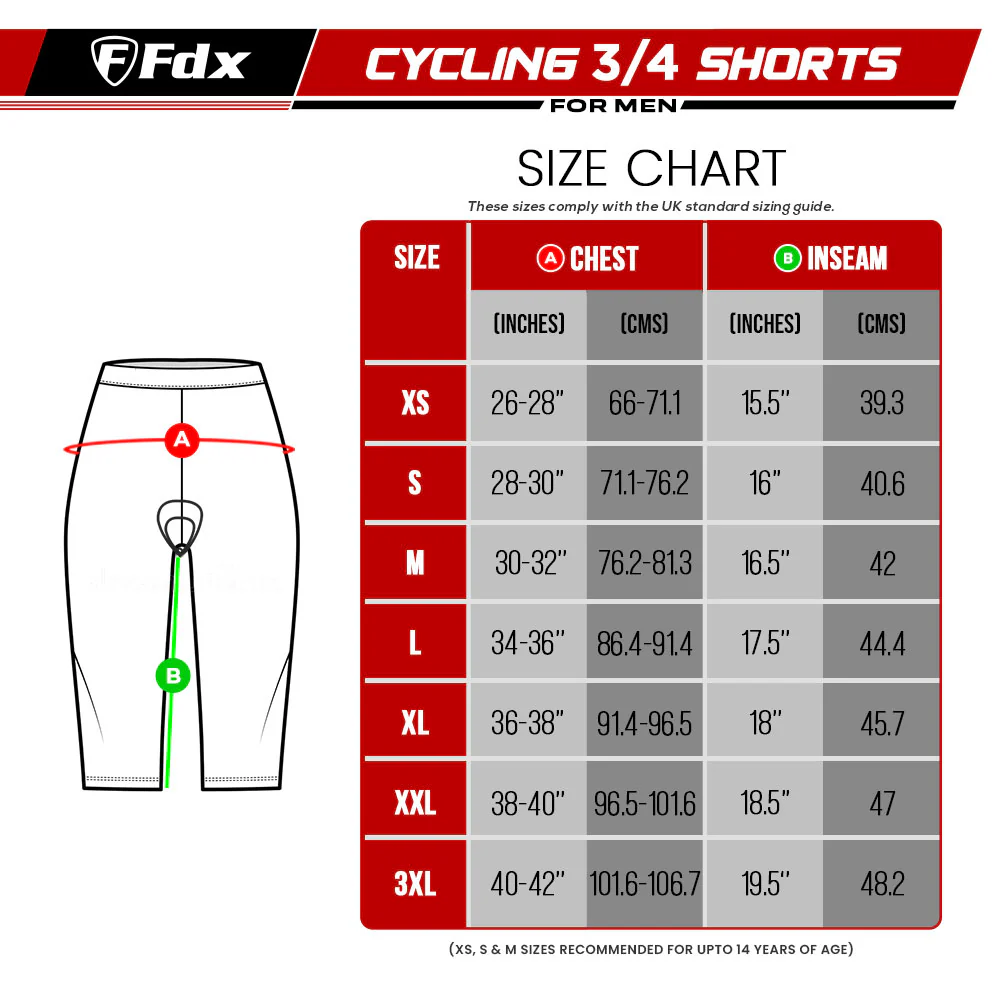 Fdx
CYCLING 3/4 SHORTS
FOR MEN
SIZE CHART
These sizes comply with the UK standard sizing guide.
SIZE A CHEST B INSEAM
(INCHES) (CMS) (INCHES) (CMS)
XS 26-28" 66-71.1 15.5" 39.3
S 28-30" 71.1-76.2 16" 40.6
M 30-32" 76.2-81.3 16.5" 42
L 34-36" 86.4-91.4 17.5" 44.4
XL 36-38" 91.4-96.5 18" 45.7
XXL 38-40" 96.5-101.6 18.5" 47
3XL 40-42" 101.6-106.7 19.5" 48.2
(XS, S & M SIZES RECOMMENDED FOR UPTO 14 YEARS OF AGE)
A
B